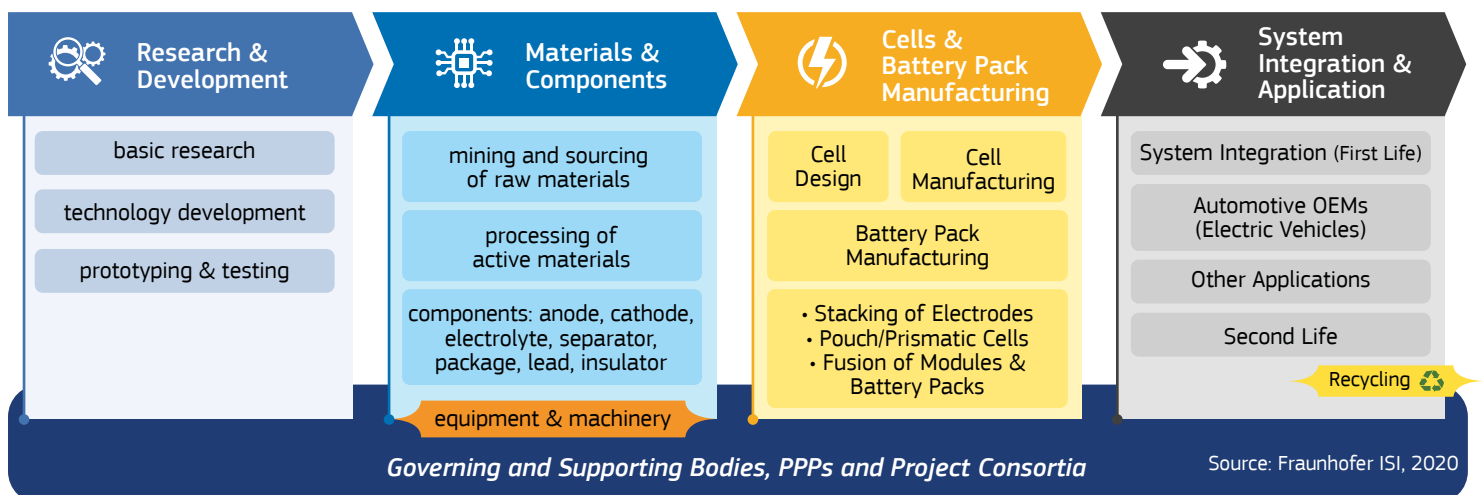 Research &
Development
basic research
technology development
prototyping & testing
Materials &
Components
mining and sourcing
of raw materials
processing of
active materials
components: anode, cathode,
electrolyte, separator,
package, lead, insulator
equipment & machinery
Cells &
Battery Pack
Manufacturing
Cell
Design
Cell
Manufacturing
Battery Pack
Manufacturing
• Stacking of Electrodes
• Pouch/Prismatic Cells
• Fusion of Modules &
Battery Packs
System
Integration &
Application
System Integration (First Life)
Automotive OEMs
(Electric Vehicles)
Other Applications
Second Life
Recycling
Governing and Supporting Bodies, PPPs and Project Consortia
Source: Fraunhofer ISI, 2020